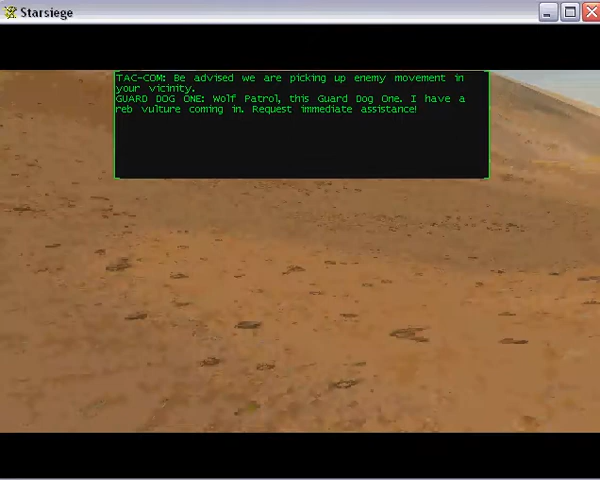 Starsiege
TAC-COM: Be advised we are picking up enemy movement in
your vicinity.
GUARD DOG ONE: Wolf Patrol, this Guard Dog One. I have a
reb vulture coming in. Request immediate assistance!